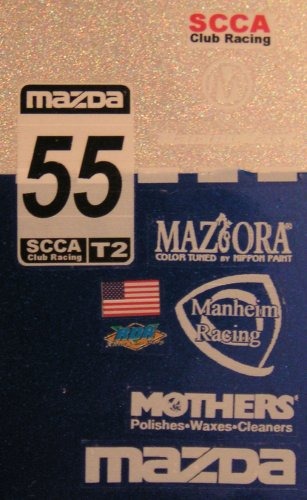 SCCA
Club Racing
mazda
55
SCCA
Club Racing
T2
MAZIORA®
COLOR TUNED BY NIPPON PAINT
Manheim
Racing
MOTHERS®
Polishes•Waxes•Cleaners
mazda